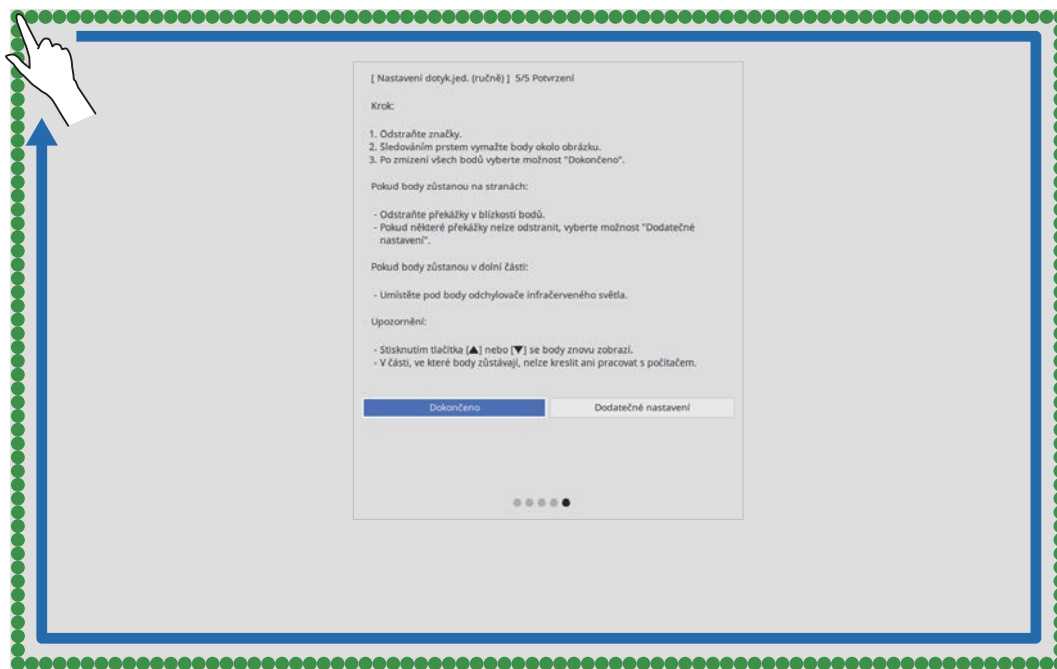 [ Nastavení dotyk.jed. (ručně) ] 5/5 Potvrzení
Krok:
1. Odstraňte značky.
2. Sledováním prstem vymažte body okolo obrázku.
3. Po zmizení všech bodů vyberte možnost "Dokončeno".
Pokud body zůstanou na stranách:
- Odstraňte překážky v blízkosti bodů.
- Pokud některé překážky nelze odstranit, vyberte možnost "Dodatečné
nastavení".
Pokud body zůstanou v dolní části:
- Umístěte pod body odchylovače infračerveného světla.
Upozornění:
- Stisknutím tlačítka [▲] nebo [▼] se body znovu zobrazí.
- V části, ve které body zůstávají, nelze kreslit ani pracovat s počítačem.
Dokončeno
Dodatečné nastavení